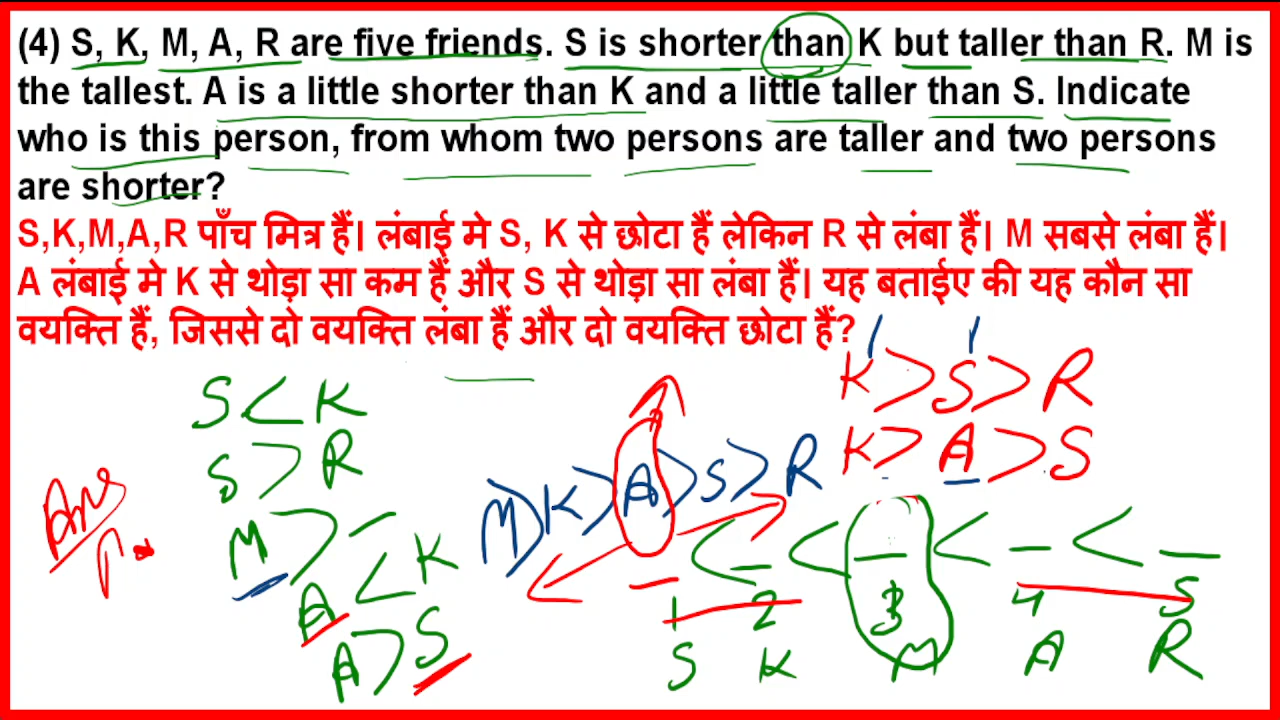 (4) S, K, M, A, R are five friends. S is shorter than K but taller than R. M is
the tallest. A is a little shorter than K and a little taller than S. Indicate
who is this person, from whom two persons are taller and two persons
are shorter?
S,K,M,A,R पाँच मित्र हैं। लंबाई मे S, K से छोटा हैं लेकिन R से लंबा हैं। M सबसे लंबा हैं।
A लंबाई मे K से थोड़ा सा कम हैं और S से थोड़ा सा लंबा हैं। यह बताईए की यह कौन सा
वयक्ति हैं, जिससे दो वयक्ति लंबा हैं और दो वयक्ति छोटा हैं?
S < K
S > R
M > _
A < K
A > S
Ans
M > K > A > S > R
K > S > R
K > A > S
_ < _ < _ < _ < _
1 2 3 4 5
S K M A R